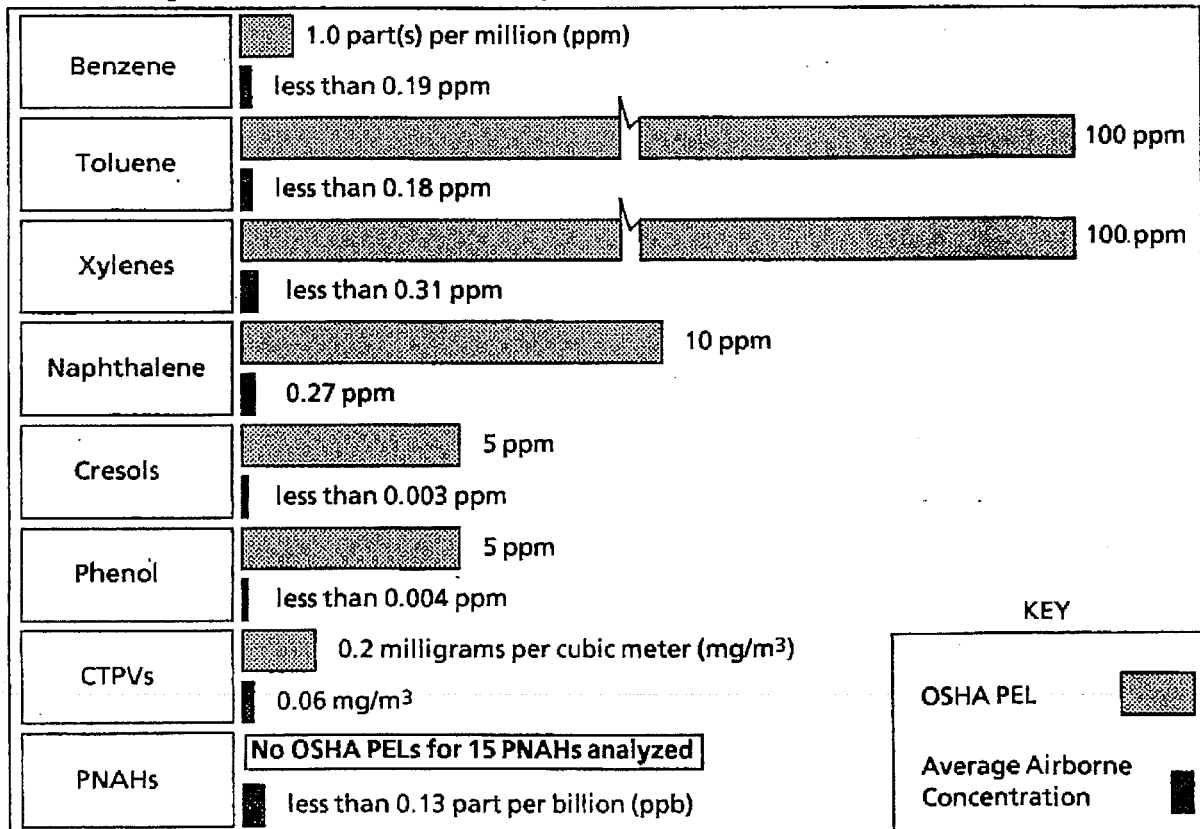 Benzene
1.0 part(s) per million (ppm)
less than 0.19 ppm
Toluene
100 ppm
less than 0.18 ppm
Xylenes
100 ppm
less than 0.31 ppm
Naphthalene
10 ppm
0.27 ppm
Cresols
5 ppm
less than 0.003 ppm
Phenol
5 ppm
less than 0.004 ppm
CTPVs
0.2 milligrams per cubic meter (mg/m³)
0.06 mg/m³
PNAHs
No OSHA PELs for 15 PNAHs analyzed
less than 0.13 part per billion (ppb)
KEY
OSHA PEL
Average Airborne
Concentration